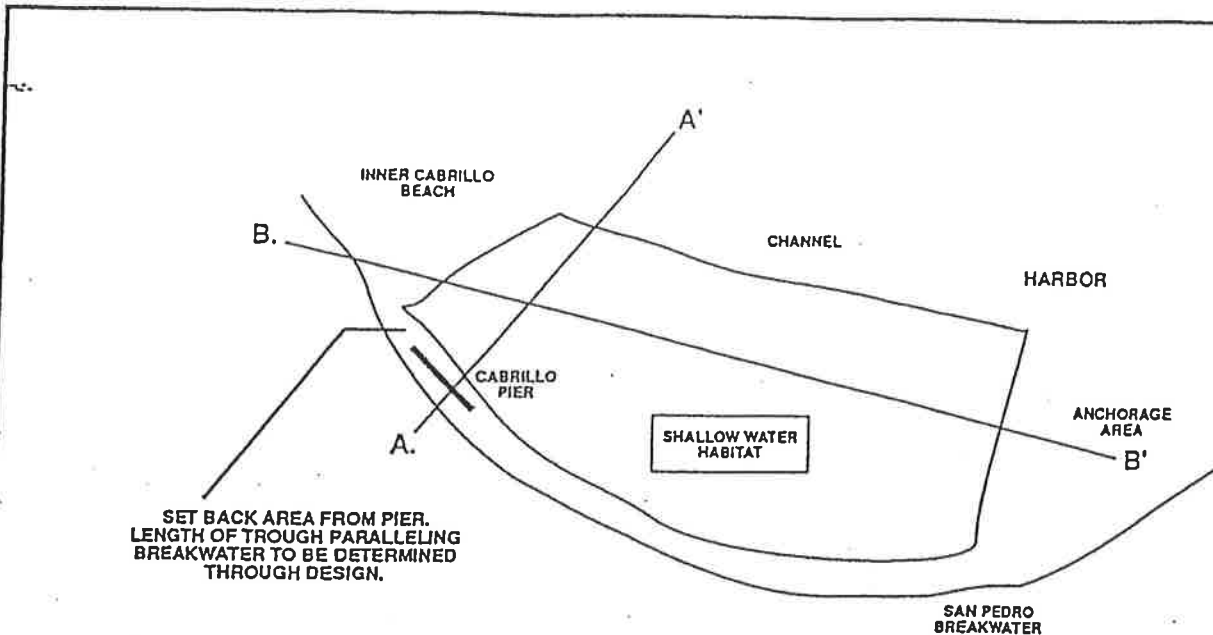 A'
INNER CABRILLO
BEACH
B.
CHANNEL
HARBOR
CABRILLO
PIER
A.
SHALLOW WATER
HABITAT
ANCHORAGE
AREA
B'
SET BACK AREA FROM PIER.
LENGTH OF TROUGH PARALLELING
BREAKWATER TO BE DETERMINED
THROUGH DESIGN.
SAN PEDRO
BREAKWATER